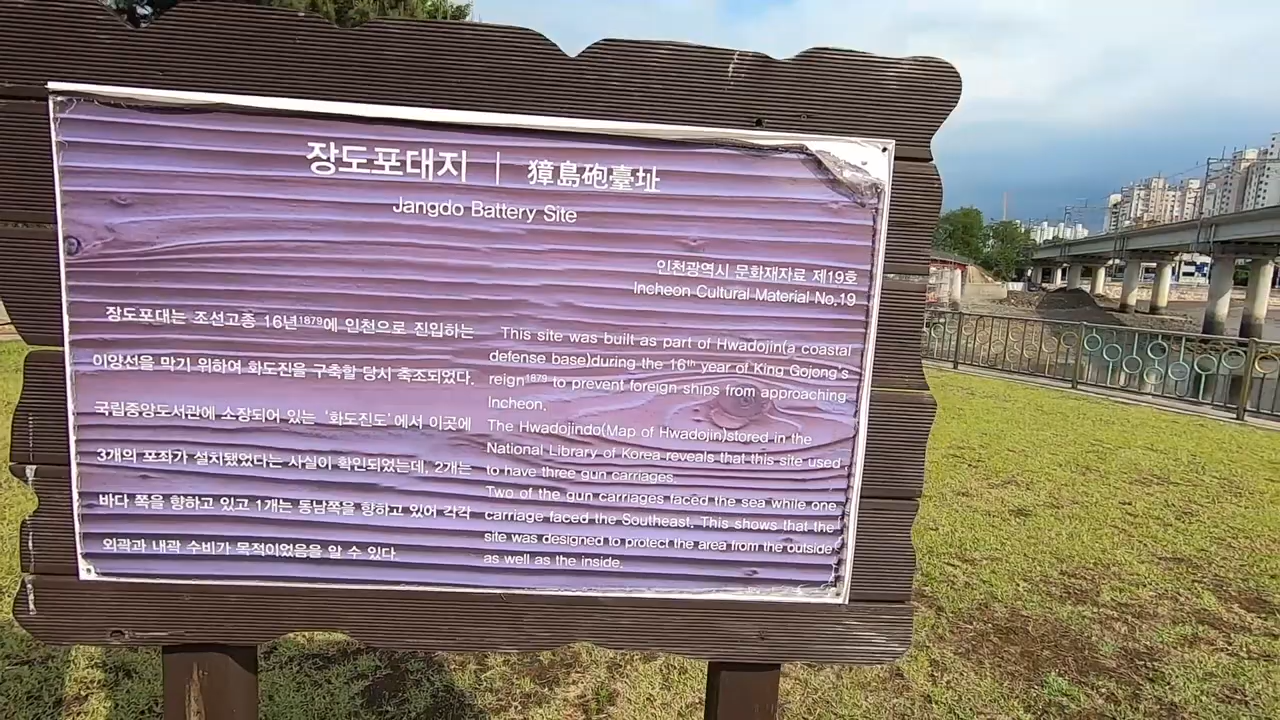 장도포대지 | 獐島砲臺址
Jangdo Battery Site
인천광역시 문화재자료 제19호
Incheon Cultural Material No.19
장도포대는 조선고종 16년1879에 인천으로 진입하는
이양선을 막기 위하여 화도진을 구축할 당시 축조되었다.
국립중앙도서관에 소장되어 있는 '화도진도'에서 이곳에
3개의 포좌가 설치됐었다는 사실이 확인되었는데, 2개는
바다 쪽을 향하고 있고 1개는 동남쪽을 향하고 있어 각각
외곽과 내곽 수비가 목적이었음을 알 수 있다.
This site was built as part of Hwadojin(a coastal
defense base)during the 16th year of King Gojong's
reign1879 to prevent foreign ships from approaching
Incheon.
The Hwadojindo(Map of Hwadojin)stored in the
National Library of Korea reveals that this site used
to have three gun carriages.
Two of the gun carriages faced the sea while one
carriage faced the Southeast. This shows that the
site was designed to protect the area from the outside
as well as the inside.